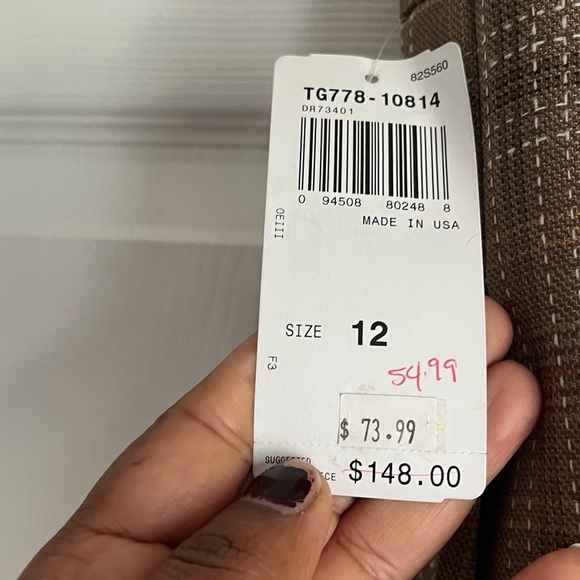 82S560
TG778-10814
DR73401
0 94508 80248 8
MADE IN USA
OEIII
SIZE 12
F3
54.99
$ 73.99
SUGGESTED
$148.00